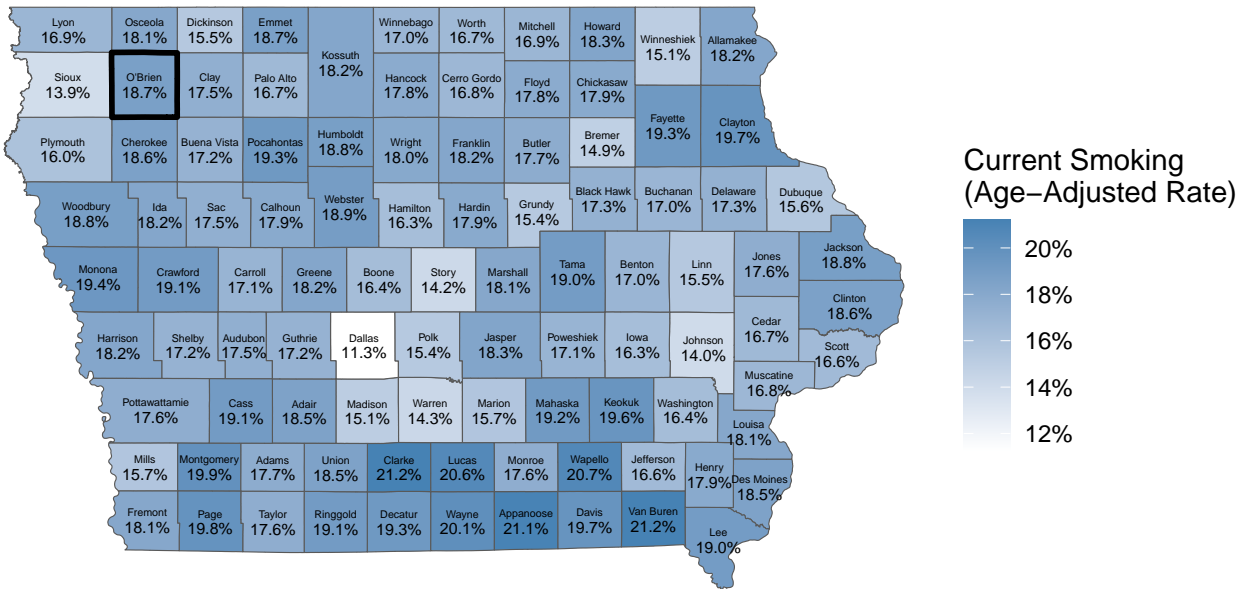 Lyon
16.9%
Osceola
18.1%
Dickinson
15.5%
Emmet
18.7%
Kossuth
18.2%
Winnebago
17.0%
Worth
16.7%
Mitchell
16.9%
Howard
18.3%
Winneshiek
15.1%
Allamakee
18.2%
Sioux
13.9%
O'Brien
18.7%
Clay
17.5%
Palo Alto
16.7%
Hancock
17.8%
Cerro Gordo
16.8%
Floyd
17.8%
Chickasaw
17.9%
Fayette
19.3%
Clayton
19.7%
Plymouth
16.0%
Cherokee
18.6%
Buena Vista
17.2%
Pocahontas
19.3%
Humboldt
18.8%
Wright
18.0%
Franklin
18.2%
Butler
17.7%
Bremer
14.9%
Woodbury
18.8%
Ida
18.2%
Sac
17.5%
Calhoun
17.9%
Webster
18.9%
Hamilton
16.3%
Hardin
17.9%
Grundy
15.4%
Black Hawk
17.3%
Buchanan
17.0%
Delaware
17.3%
Dubuque
15.6%
Monona
19.4%
Crawford
19.1%
Carroll
17.1%
Greene
18.2%
Boone
16.4%
Story
14.2%
Marshall
18.1%
Tama
19.0%
Benton
17.0%
Linn
15.5%
Jones
17.6%
Jackson
18.8%
Clinton
18.6%
Harrison
18.2%
Shelby
17.2%
Audubon
17.5%
Guthrie
17.2%
Dallas
11.3%
Polk
15.4%
Jasper
18.3%
Poweshiek
17.1%
Iowa
16.3%
Johnson
14.0%
Cedar
16.7%
Scott
16.6%
Muscatine
16.8%
Pottawattamie
17.6%
Cass
19.1%
Adair
18.5%
Madison
15.1%
Warren
14.3%
Marion
15.7%
Mahaska
19.2%
Keokuk
19.6%
Washington
16.4%
Louisa
18.1%
Mills
15.7%
Montgomery
19.9%
Adams
17.7%
Union
18.5%
Clarke
21.2%
Lucas
20.6%
Monroe
17.6%
Wapello
20.7%
Jefferson
16.6%
Henry
17.9%
Des Moines
18.5%
Fremont
18.1%
Page
19.8%
Taylor
17.6%
Ringgold
19.1%
Decatur
19.3%
Wayne
20.1%
Appanoose
21.1%
Davis
19.7%
Van Buren
21.2%
Lee
19.0%
Current Smoking
(Age−Adjusted Rate)
20%
18%
16%
14%
12%